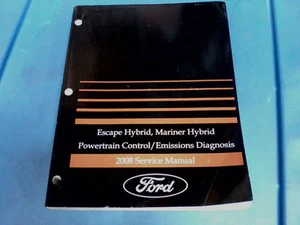 Escape Hybrid, Mariner Hybrid
Powertrain Control/Emissions Diagnosis
2008 Service Manual
Ford